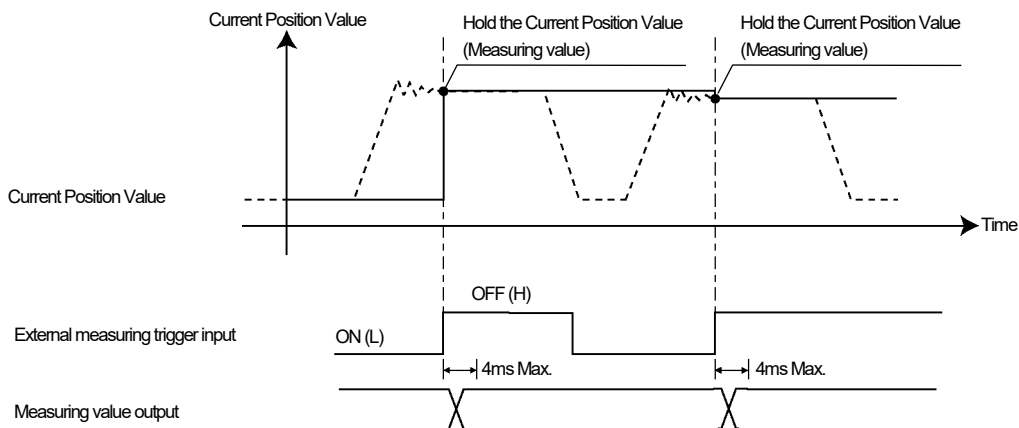 Current Position Value
Hold the Current Position Value
(Measuring value)
Hold the Current Position Value
(Measuring value)
Current Position Value
Time
OFF (H)
External measuring trigger input
ON (L)
4ms Max.
4ms Max.
Measuring value output